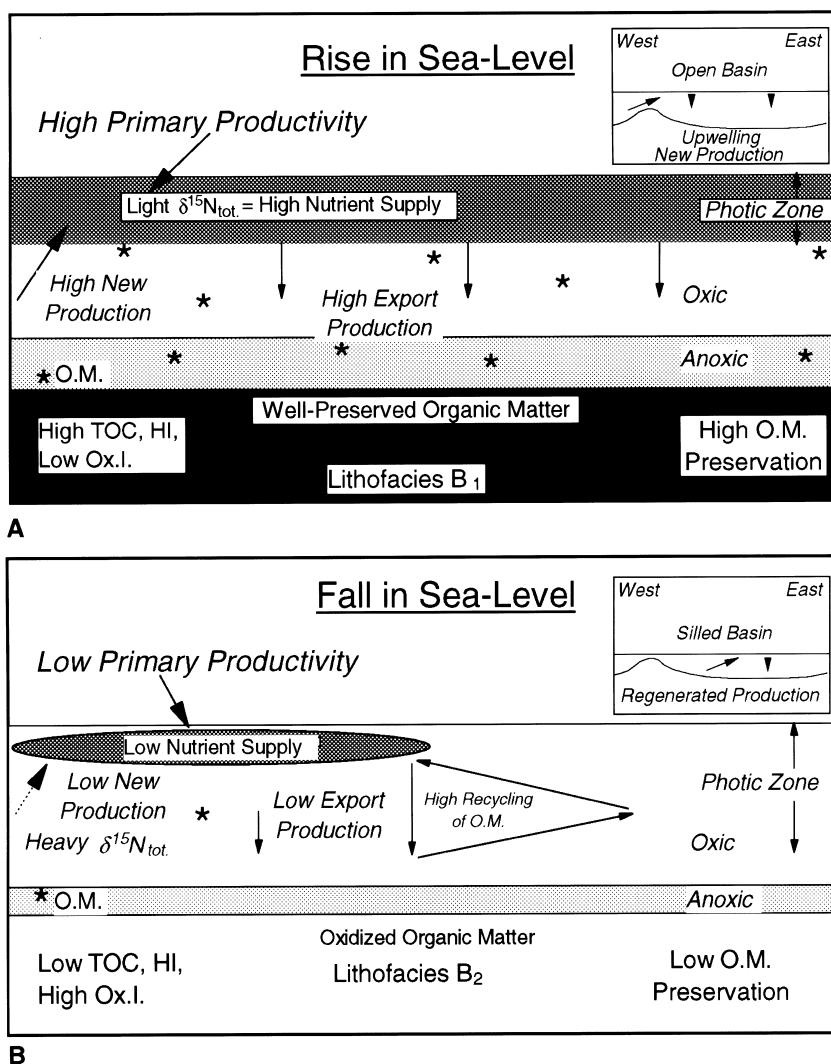 Rise in Sea-Level
West East
Open Basin
Upwelling
New Production
High Primary Productivity
Light δ¹⁵Ntot. = High Nutrient Supply
Photic Zone
High New
Production
High Export
Production
Oxic
* O.M.
Anoxic
Well-Preserved Organic Matter
High TOC, HI,
Low Ox.I.
High O.M.
Preservation
Lithofacies B₁
A
Fall in Sea-Level
West East
Silled Basin
Regenerated Production
Low Primary Productivity
Low Nutrient Supply
Photic Zone
Low New
Production
Heavy δ¹⁵Ntot.
Low Export
Production
High Recycling
of O.M.
Oxic
* O.M.
Anoxic
Oxidized Organic Matter
Low TOC, HI,
High Ox.I.
Lithofacies B₂
Low O.M.
Preservation
B